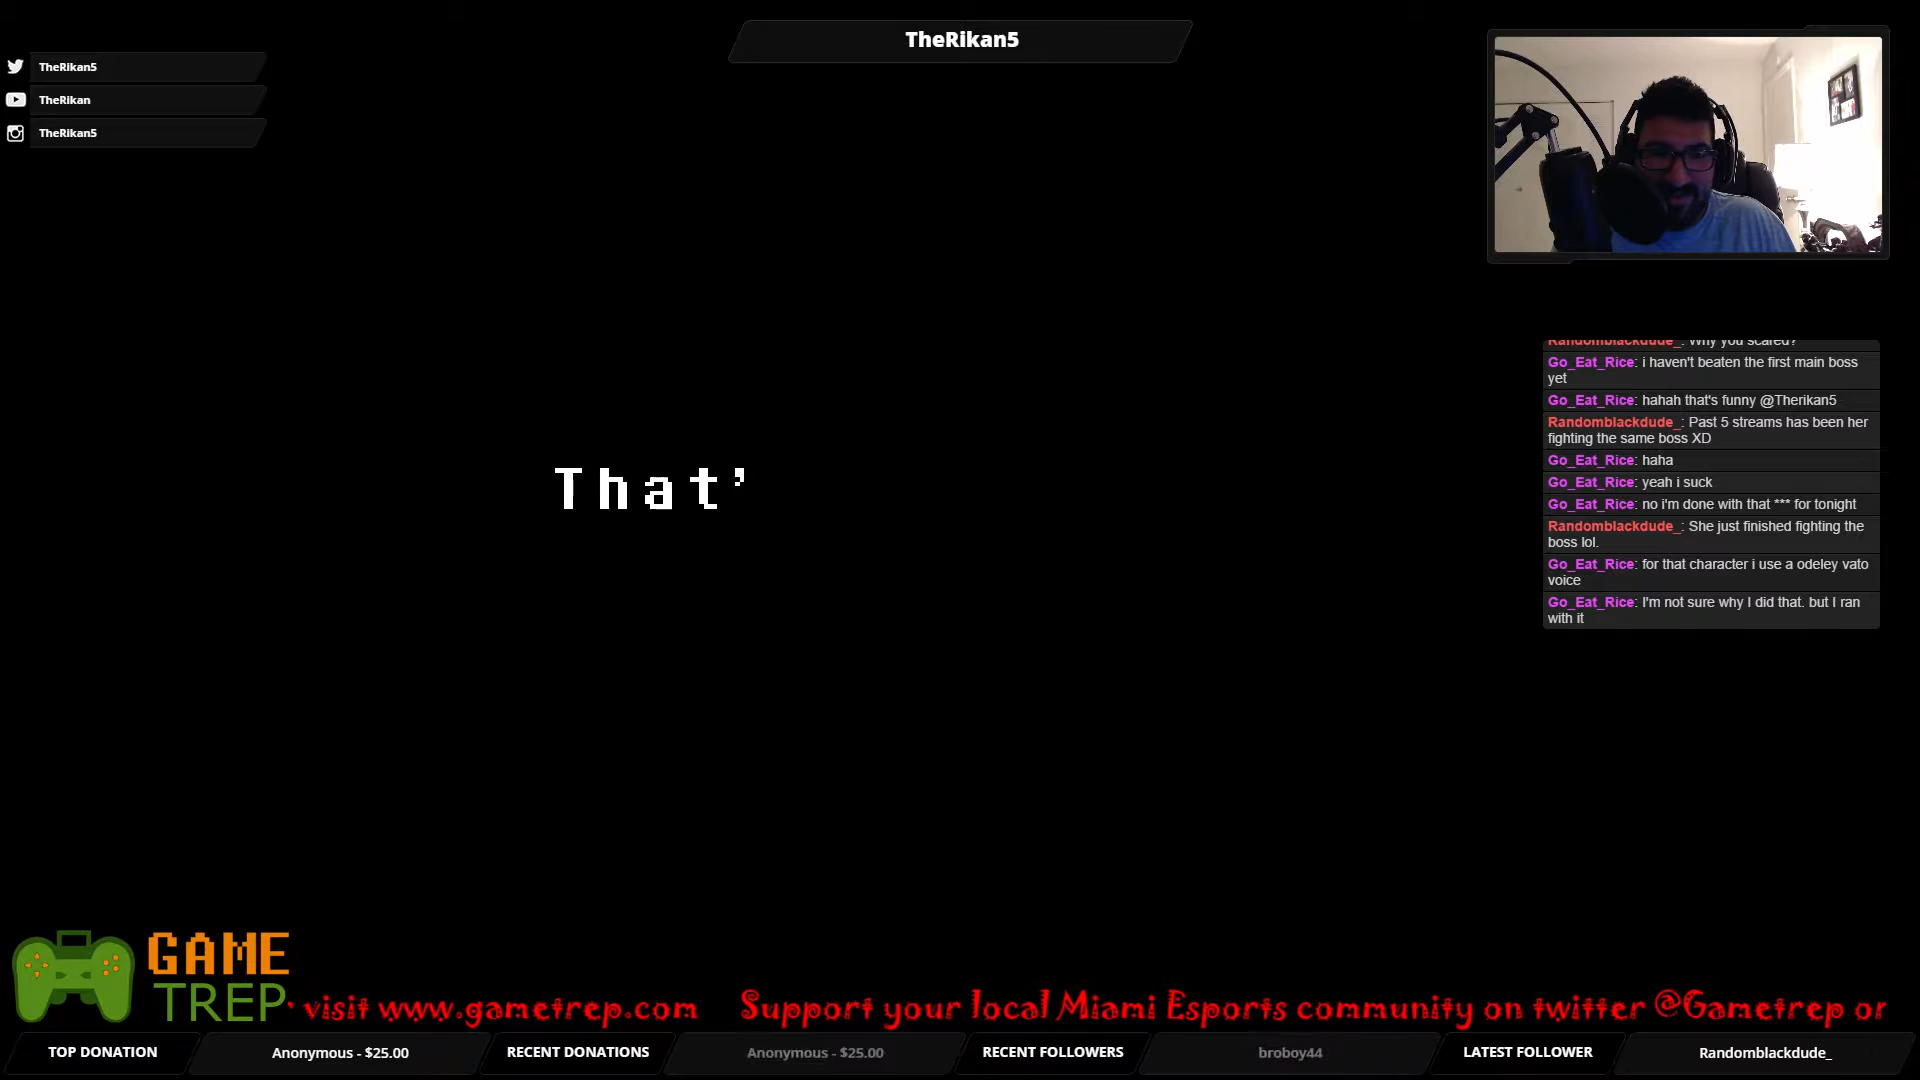 TheRikan5
TheRikan5
TheRikan
TheRikan5
Randomblackdude_: Why you scared?
Go_Eat_Rice: i haven't beaten the first main boss
yet
Go_Eat_Rice: hahah that's funny @Therikan5
Randomblackdude_: Past 5 streams has been her
fighting the same boss XD
Go_Eat_Rice: haha
Go_Eat_Rice: yeah i suck
Go_Eat_Rice: no i'm done with that *** for tonight
Randomblackdude_: She just finished fighting the
boss lol.
Go_Eat_Rice: for that character i use a odeley vato
voice
Go_Eat_Rice: I'm not sure why I did that. but I ran
with it
That'
GAME
TREP
visit www.gametrep.com Support your local Miami Esports community on twitter @Gametrep or
TOP DONATION Anonymous - $25.00 RECENT DONATIONS Anonymous - $25.00 RECENT FOLLOWERS broboy44 LATEST FOLLOWER Randomblackdude_